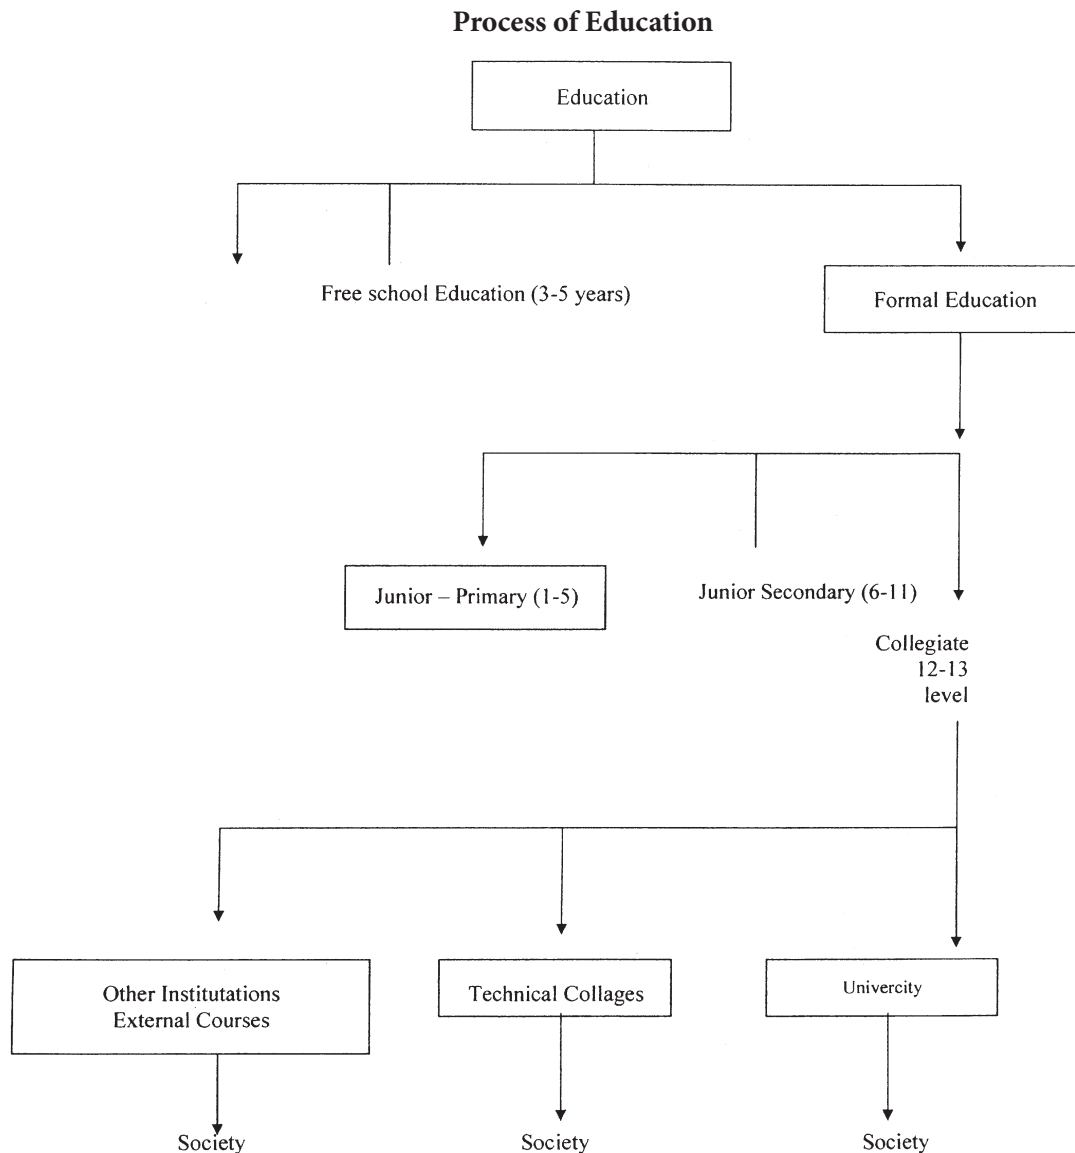 Process of Education
Education
Free school Education (3-5 years)
Formal Education
Junior – Primary (1-5)
Junior Secondary (6-11)
Collegiate
12-13
level
Other Institutations
External Courses
Technical Collages
Univercity
Society
Society
Society